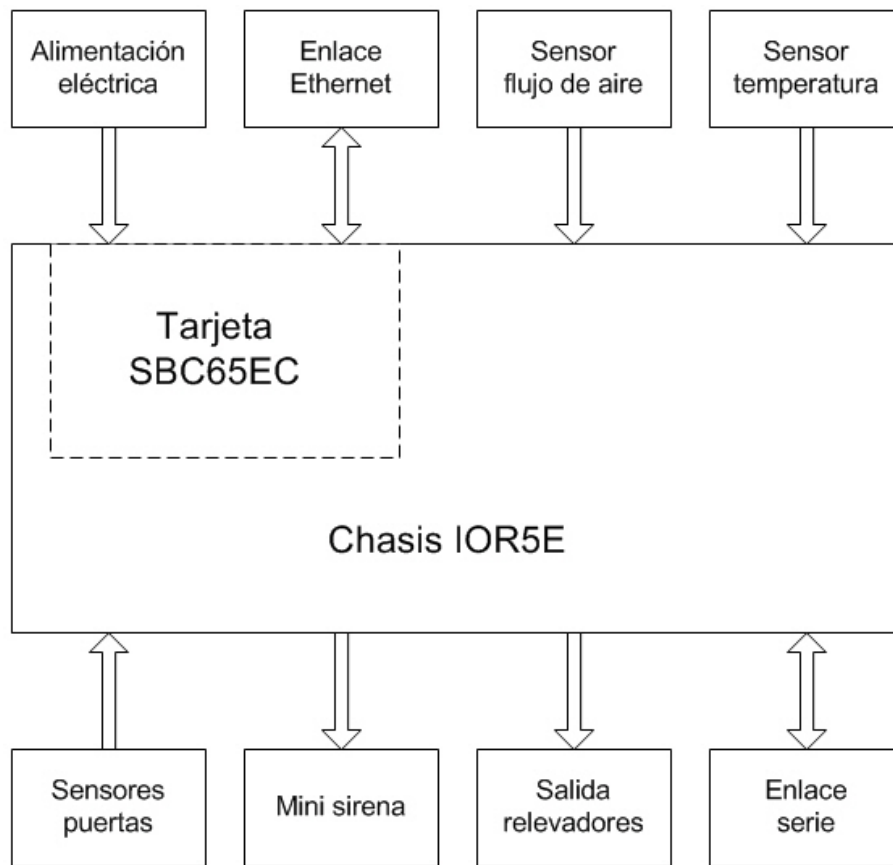 Alimentación
eléctrica
Enlace
Ethernet
Sensor
flujo de aire
Sensor
temperatura
Tarjeta
SBC65EC
Chasis IOR5E
Sensores
puertas
Mini sirena
Salida
relevadores
Enlace
serie